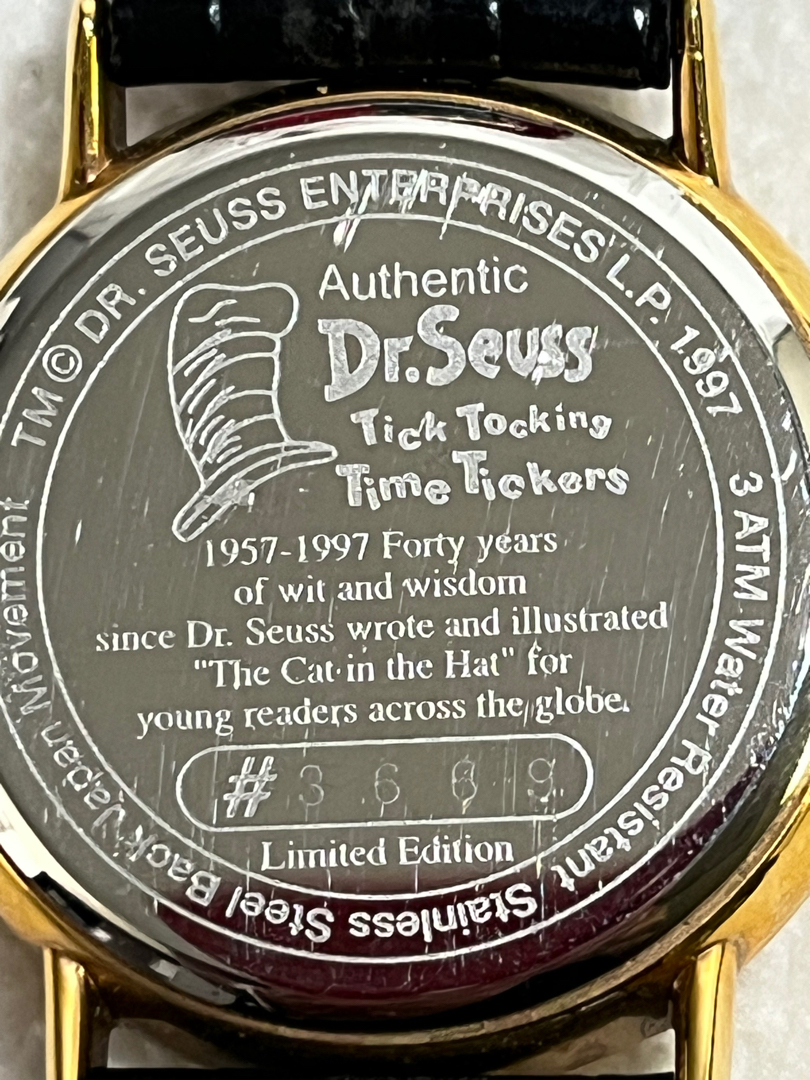 TM © DR. SEUSS ENTERPRISES L.P. 1997 3 ATM Water Resistant Stainless Steel Back Japan Movement
Authentic
Dr. Seuss
Tick Tocking
Time Tickers
1957-1997 Forty years
of wit and wisdom
since Dr. Seuss wrote and illustrated
"The Cat in the Hat" for
young readers across the globe.
# 3669
Limited Edition